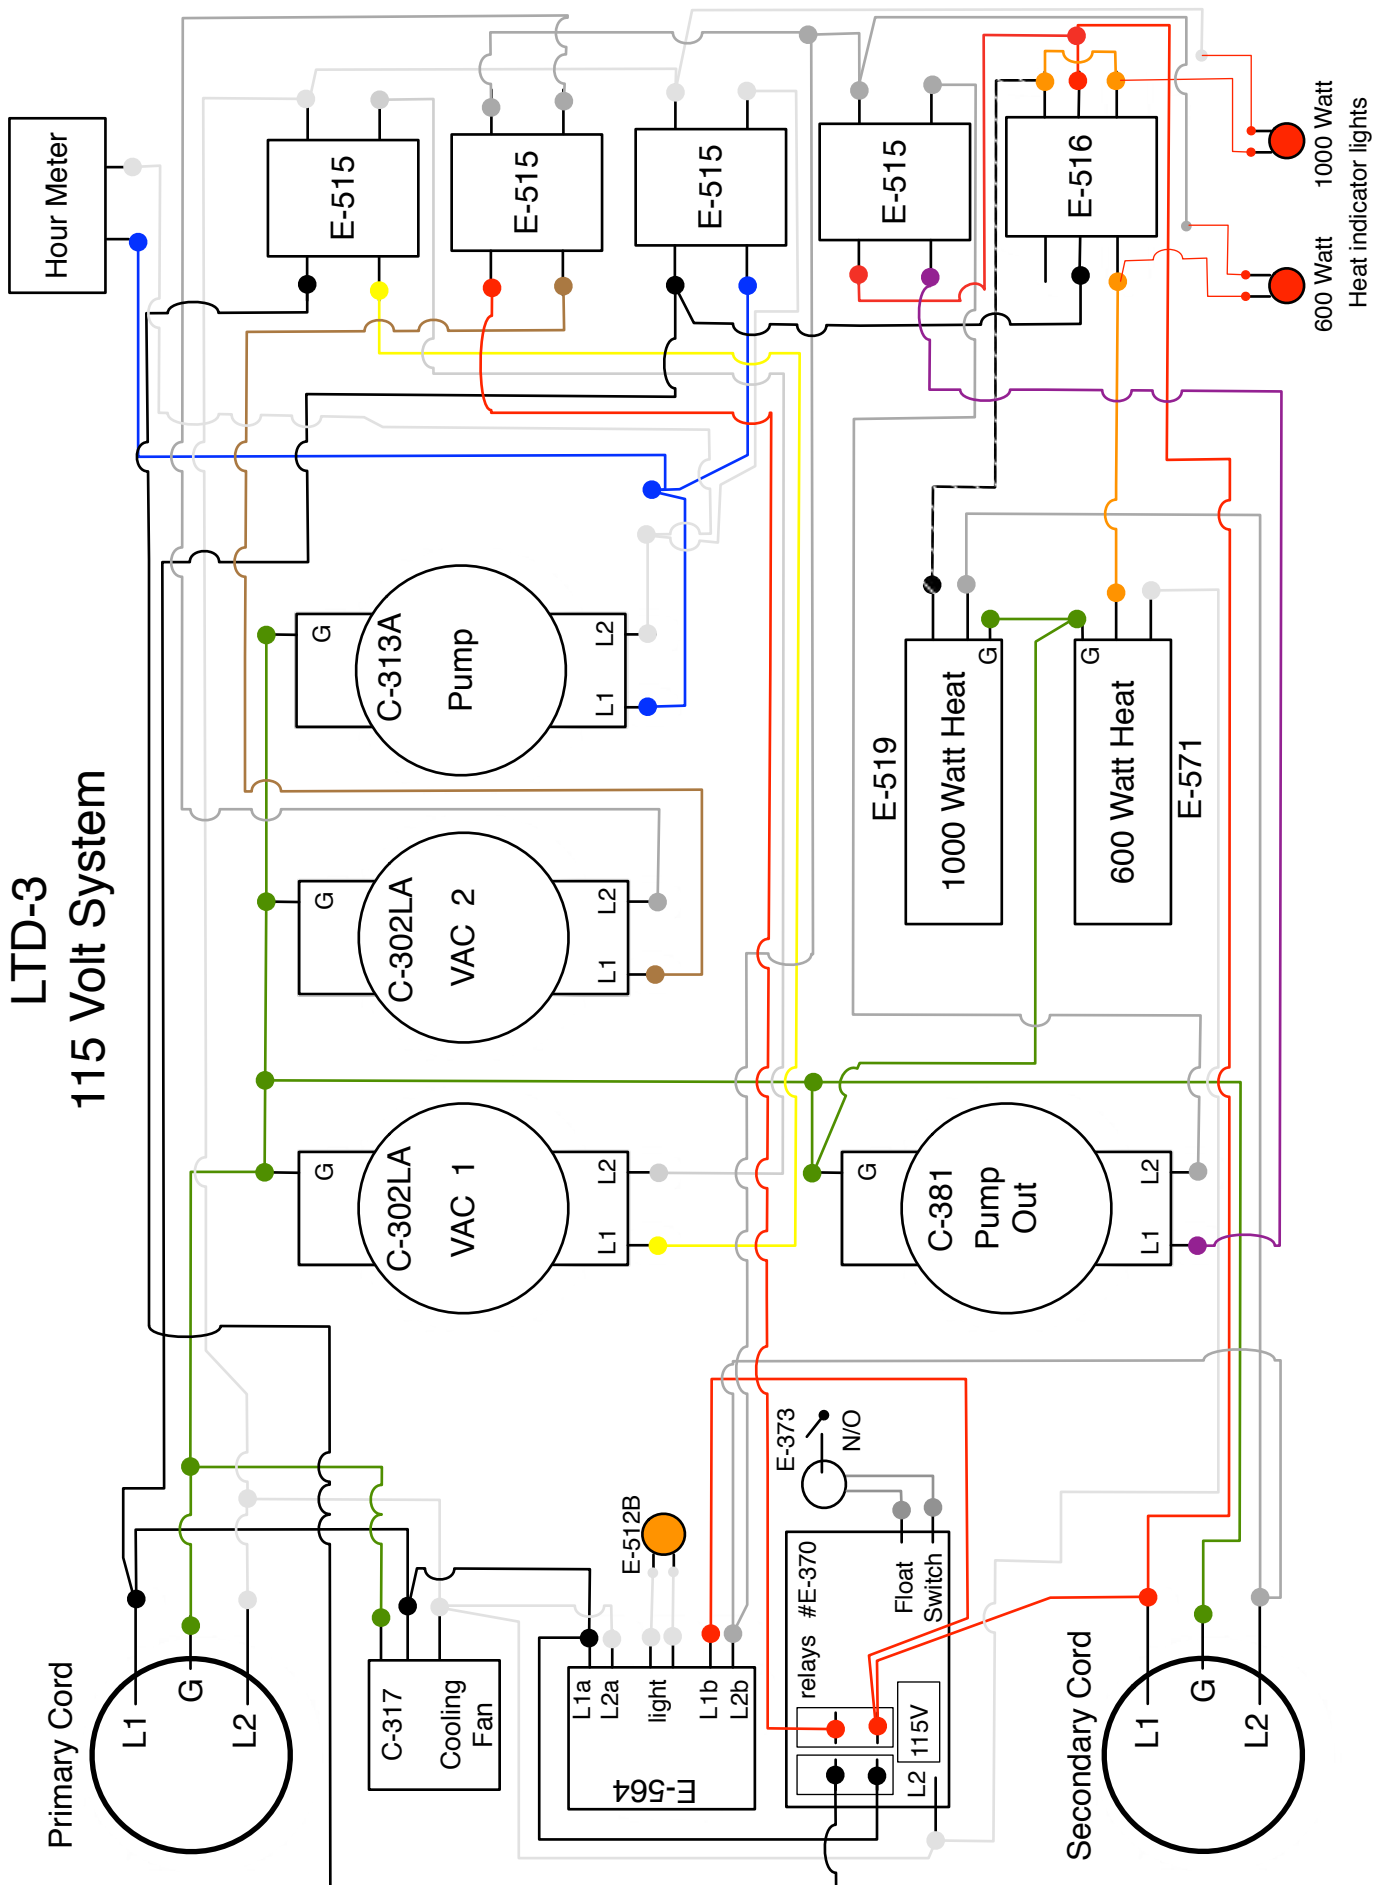 LTD-3
115 Volt System
Hour Meter
E-515
E-515
E-515
E-515
E-516
1000 Watt
600 Watt
Heat indicator lights
G
C-313A
Pump
L2
L1
G
C-302LA
VAC 2
L2
L1
G
C-302LA
VAC 1
L2
L1
E-519
1000 Watt Heat
G
600 Watt Heat
G
E-571
G
C-381
Pump
Out
L2
L1
Primary Cord
L1
G
L2
C-317
Cooling
Fan
E-512B
L1a
L2a
light
L1b
L2b
E-564
E-373
N/O
relays #E-370
Float
Switch
115V
L2
Secondary Cord
L1
G
L2